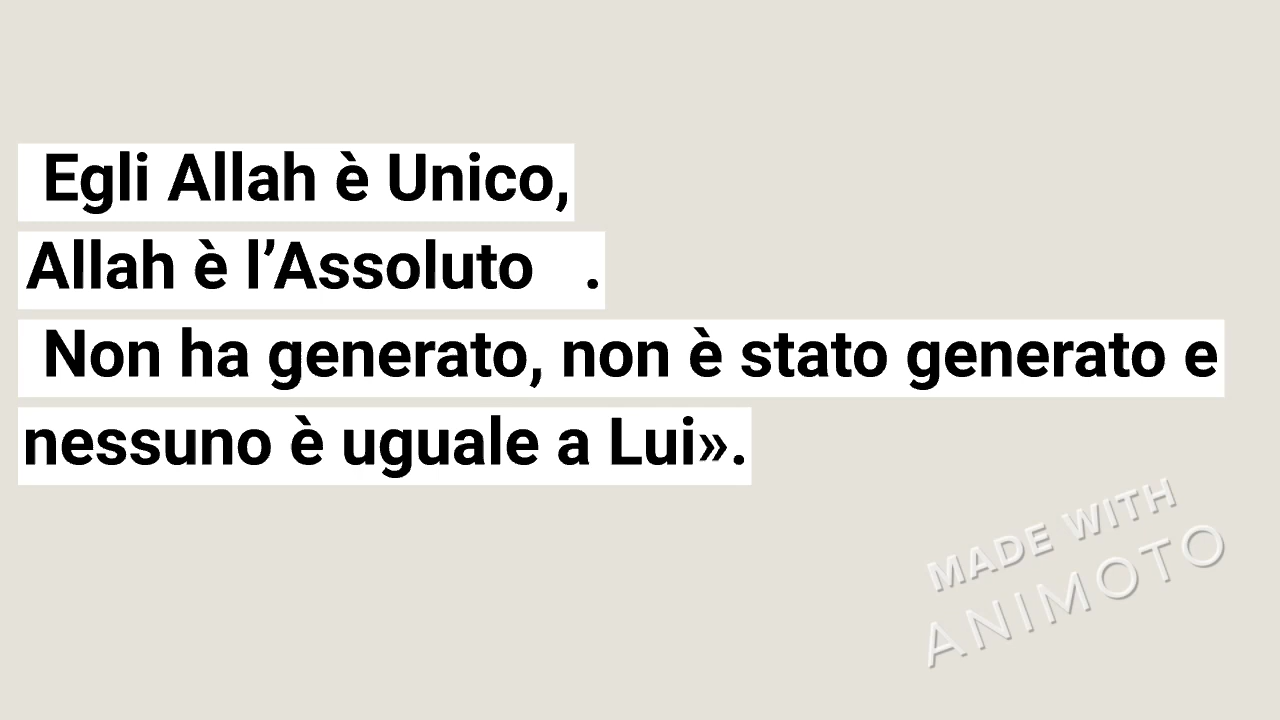 Egli Allah è Unico,
Allah è l’Assoluto .
Non ha generato, non è stato generato e
nessuno è uguale a Lui».
MADE WITH
ANIMOTO